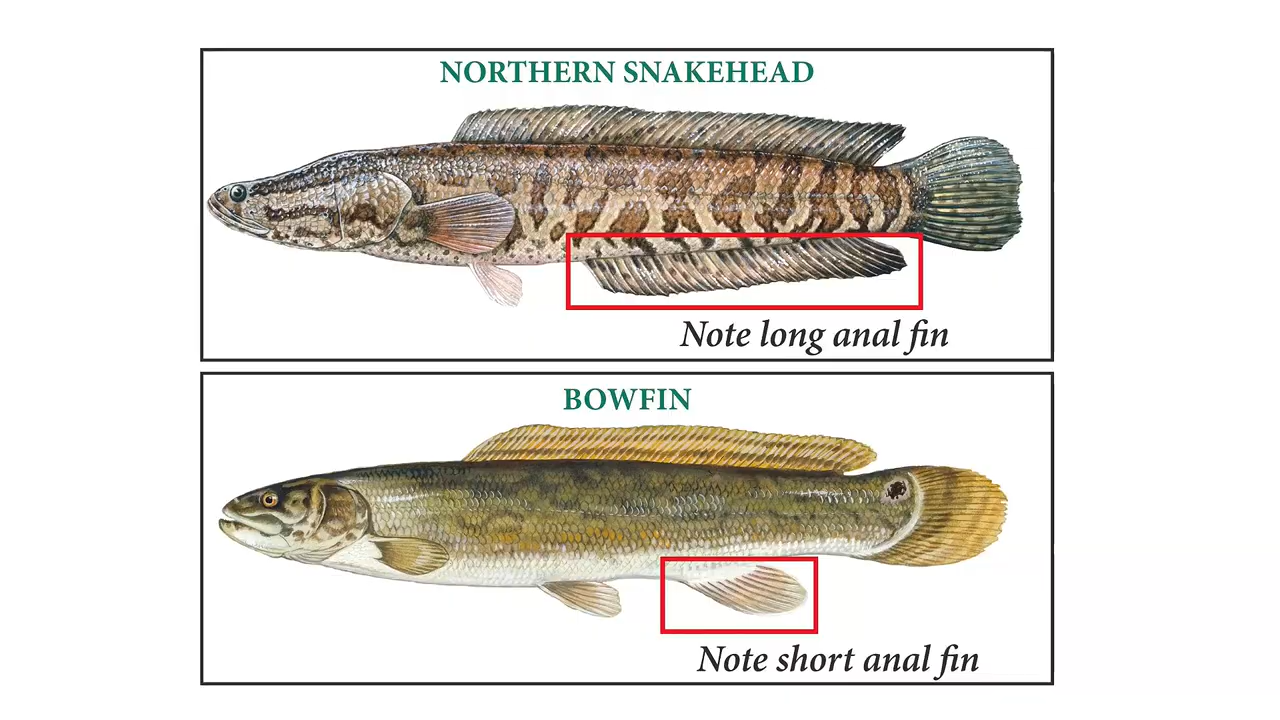 NORTHERN SNAKEHEAD
Note long anal fin
BOWFIN
Note short anal fin